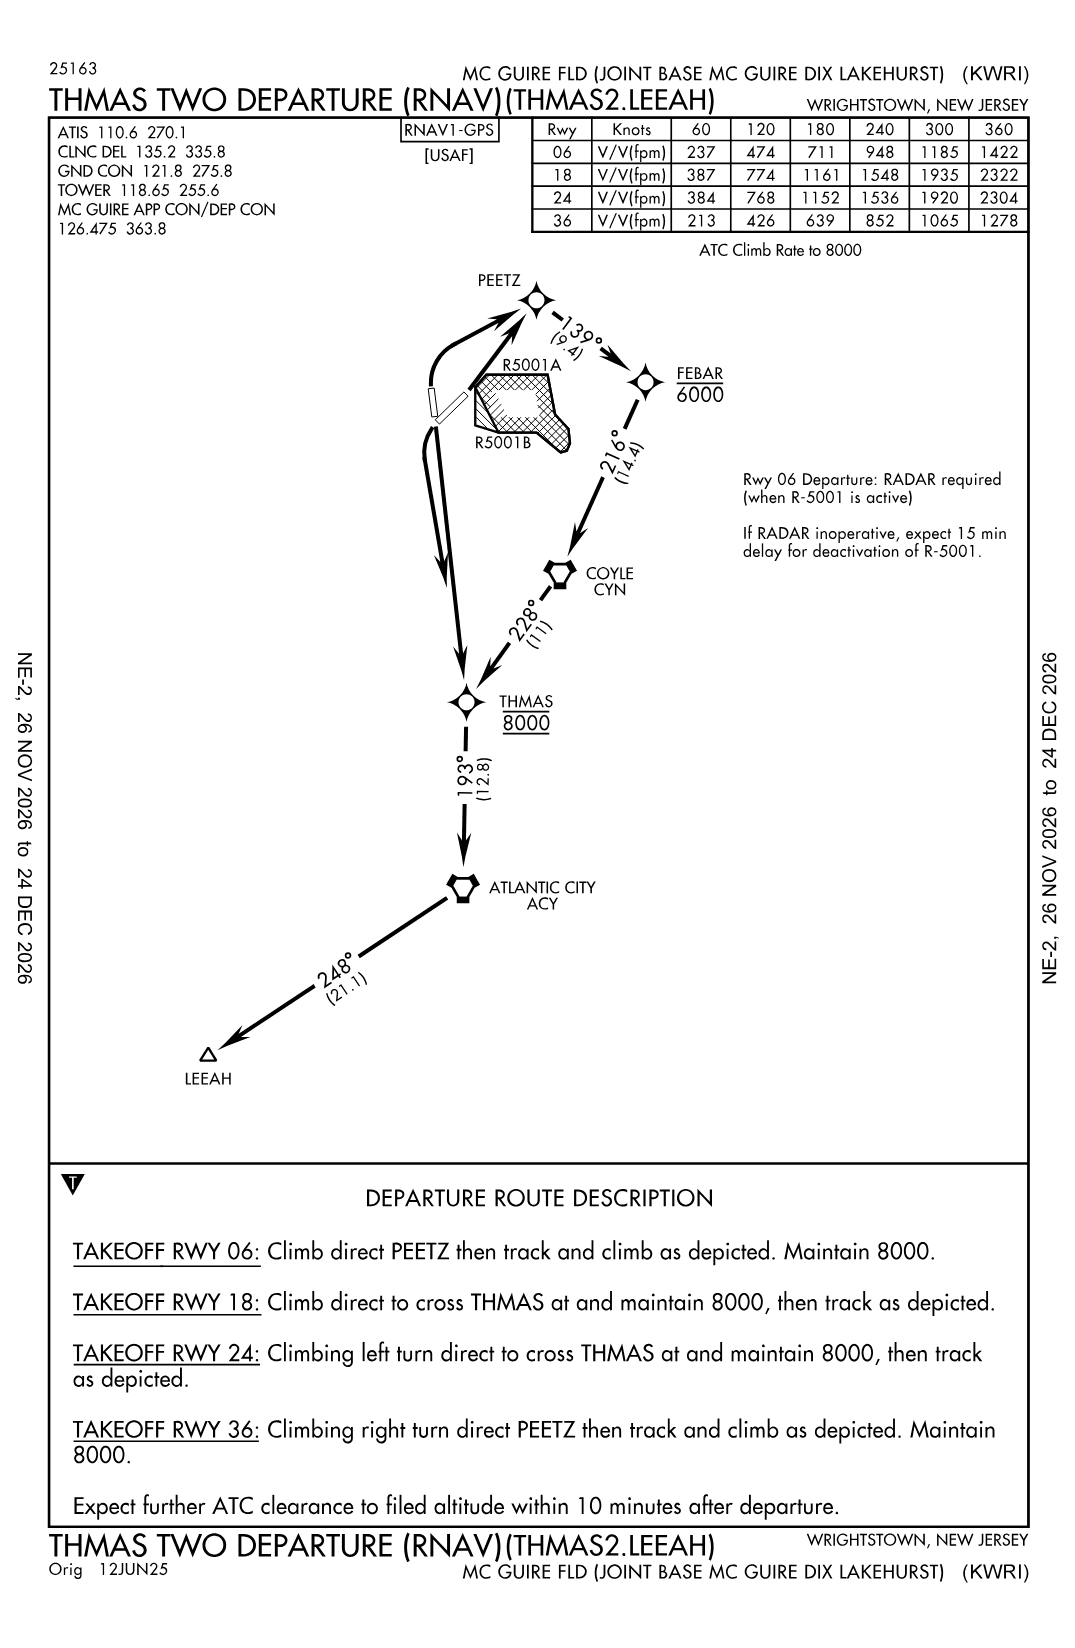 25163
MC GUIRE FLD (JOINT BASE MC GUIRE DIX LAKEHURST) (KWRI)
THMAS TWO DEPARTURE (RNAV)(THMAS2.LEEAH)
WRIGHTSTOWN, NEW JERSEY
ATIS 110.6 270.1
CLNC DEL 135.2 335.8
GND CON 121.8 275.8
TOWER 118.65 255.6
MC GUIRE APP CON/DEP CON
126.475 363.8
RNAV1-GPS
[USAF]
Rwy Knots 60 120 180 240 300 360
06 V/V(fpm) 237 474 711 948 1185 1422
18 V/V(fpm) 387 774 1161 1548 1935 2322
24 V/V(fpm) 384 768 1152 1536 1920 2304
36 V/V(fpm) 213 426 639 852 1065 1278
ATC Climb Rate to 8000
PEETZ
139°
(9.4)
R5001A
FEBAR
6000
R5001B
216°
(14.4)
Rwy 06 Departure: RADAR required
(when R-5001 is active)
If RADAR inoperative, expect 15 min
delay for deactivation of R-5001.
COYLE
CYN
228°
(11)
THMAS
8000
193°
(12.8)
ATLANTIC CITY
ACY
248°
(21.1)
LEEAH
NE-2, 26 NOV 2026 to 24 DEC 2026
NE-2, 26 NOV 2026 to 24 DEC 2026
T
DEPARTURE ROUTE DESCRIPTION
TAKEOFF RWY 06: Climb direct PEETZ then track and climb as depicted. Maintain 8000.
TAKEOFF RWY 18: Climb direct to cross THMAS at and maintain 8000, then track as depicted.
TAKEOFF RWY 24: Climbing left turn direct to cross THMAS at and maintain 8000, then track
as depicted.
TAKEOFF RWY 36: Climbing right turn direct PEETZ then track and climb as depicted. Maintain
8000.
Expect further ATC clearance to filed altitude within 10 minutes after departure.
THMAS TWO DEPARTURE (RNAV)(THMAS2.LEEAH)
WRIGHTSTOWN, NEW JERSEY
Orig 12JUN25
MC GUIRE FLD (JOINT BASE MC GUIRE DIX LAKEHURST) (KWRI)